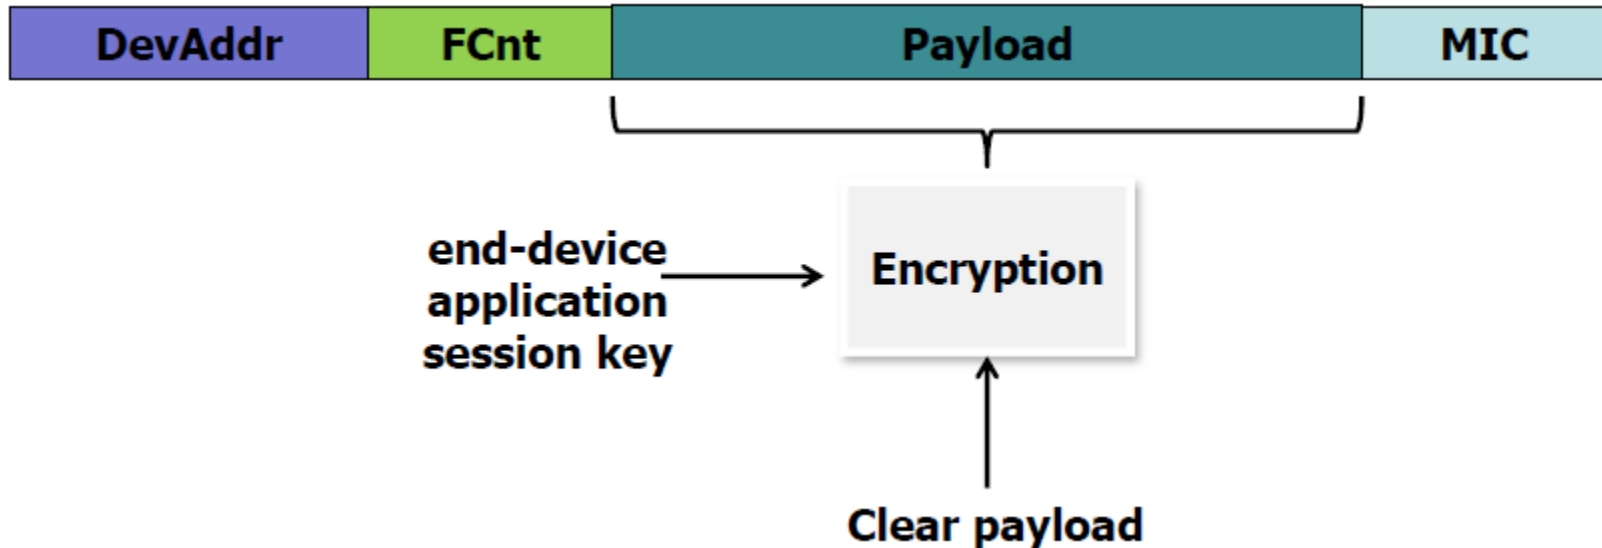 DevAddr FCnt Payload MIC
end-device
application
session key
Encryption
Clear payload